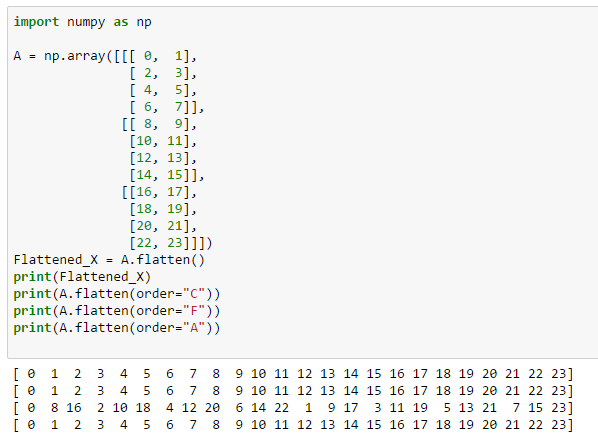 import numpy as np
A = np.array([[[ 0,  1],
               [ 2,  3],
               [ 4,  5],
               [ 6,  7]],
              [[ 8,  9],
               [10, 11],
               [12, 13],
               [14, 15]],
              [[16, 17],
               [18, 19],
               [20, 21],
               [22, 23]]])
Flattened_X = A.flatten()
print(Flattened_X)
print(A.flatten(order="C"))
print(A.flatten(order="F"))
print(A.flatten(order="A"))
[ 0  1  2  3  4  5  6  7  8  9 10 11 12 13 14 15 16 17 18 19 20 21 22 23]
[ 0  1  2  3  4  5  6  7  8  9 10 11 12 13 14 15 16 17 18 19 20 21 22 23]
[ 0  8 16  2 10 18  4 12 20  6 14 22  1  9 17  3 11 19  5 13 21  7 15 23]
[ 0  1  2  3  4  5  6  7  8  9 10 11 12 13 14 15 16 17 18 19 20 21 22 23]